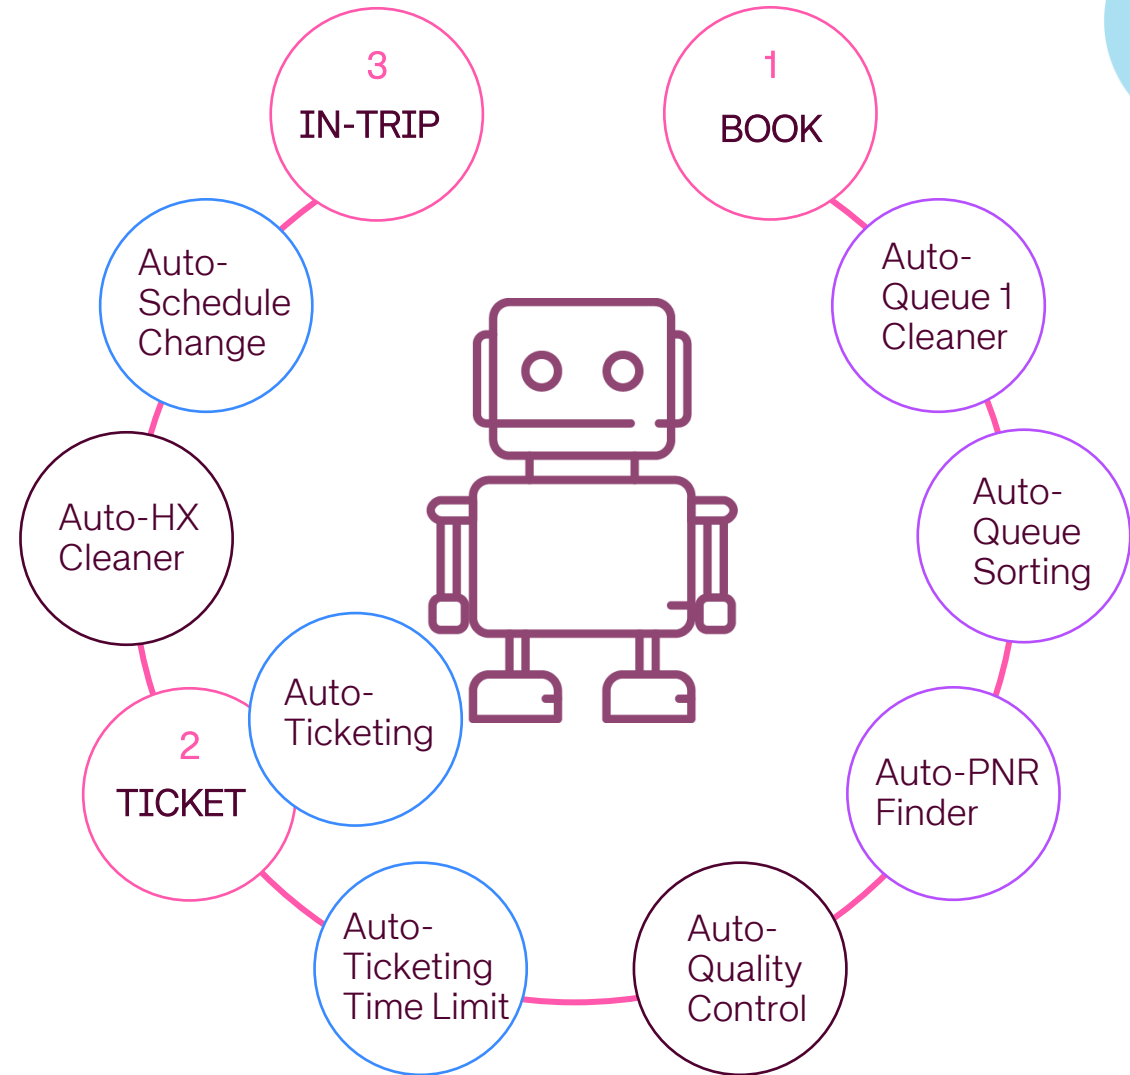 3
IN-TRIP
1
BOOK
Auto-
Schedule
Change
Auto-
Queue 1
Cleaner
Auto-HX
Cleaner
Auto-
Queue
Sorting
Auto-
Ticketing
2
TICKET
Auto-PNR
Finder
Auto-
Ticketing
Time Limit
Auto-
Quality
Control